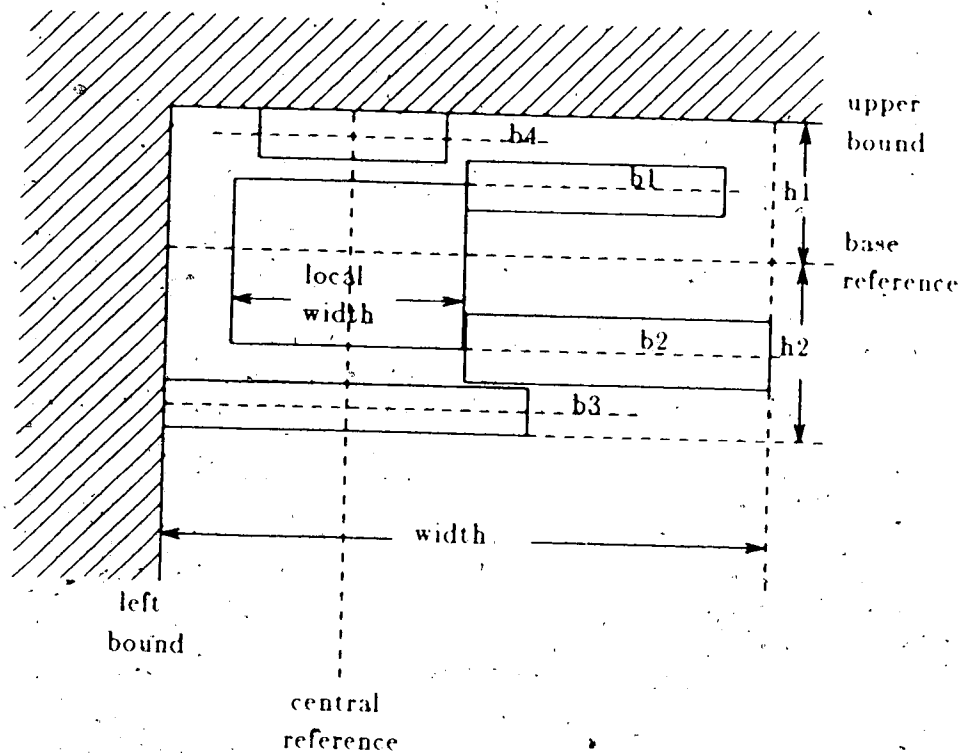 upper
bound
b4
b1
h1
base
reference
local
width
b2
h2
b3
width
left
bound
central
reference